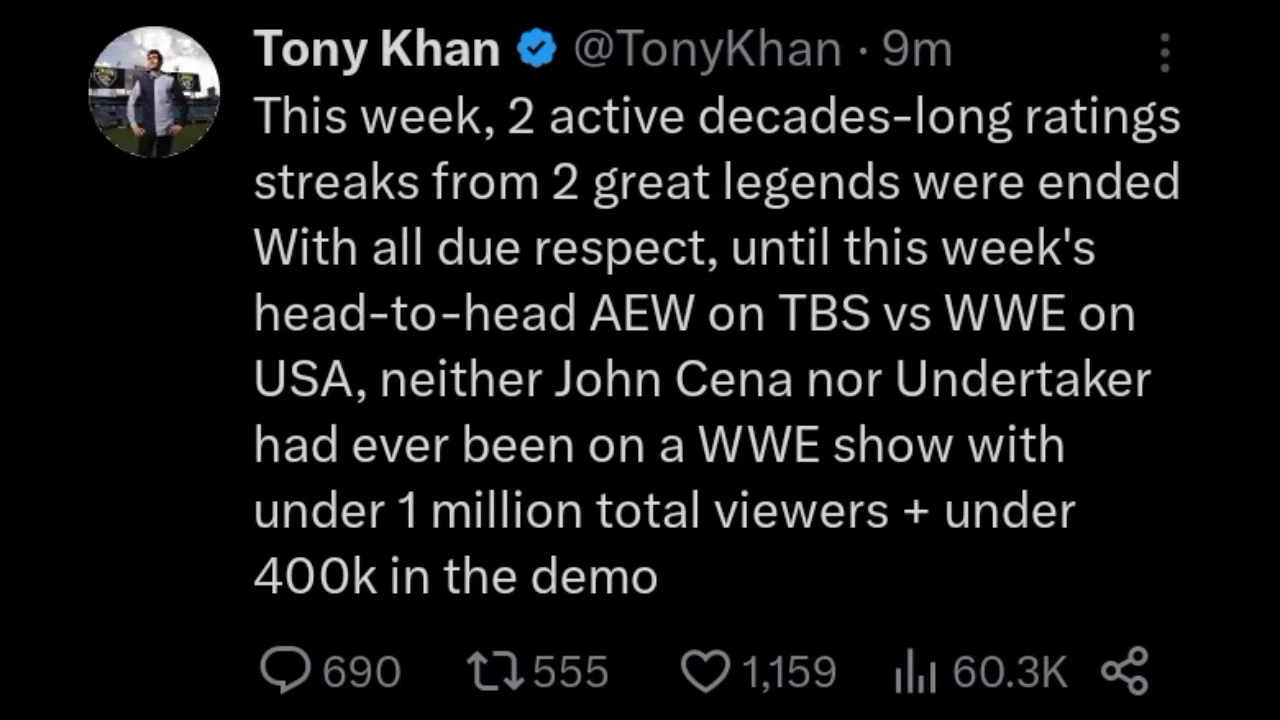 Tony Khan @TonyKhan · 9m
This week, 2 active decades-long ratings
streaks from 2 great legends were ended
With all due respect, until this week's
head-to-head AEW on TBS vs WWE on
USA, neither John Cena nor Undertaker
had ever been on a WWE show with
under 1 million total viewers + under
400k in the demo
690 555 1,159 60.3K